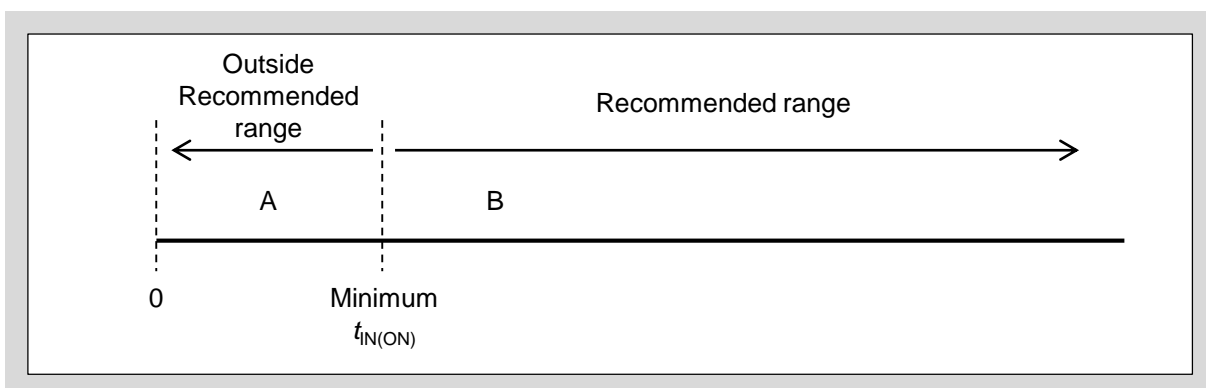 Outside
Recommended
range
Recommended range
A
B
0
Minimum
tIN(ON)